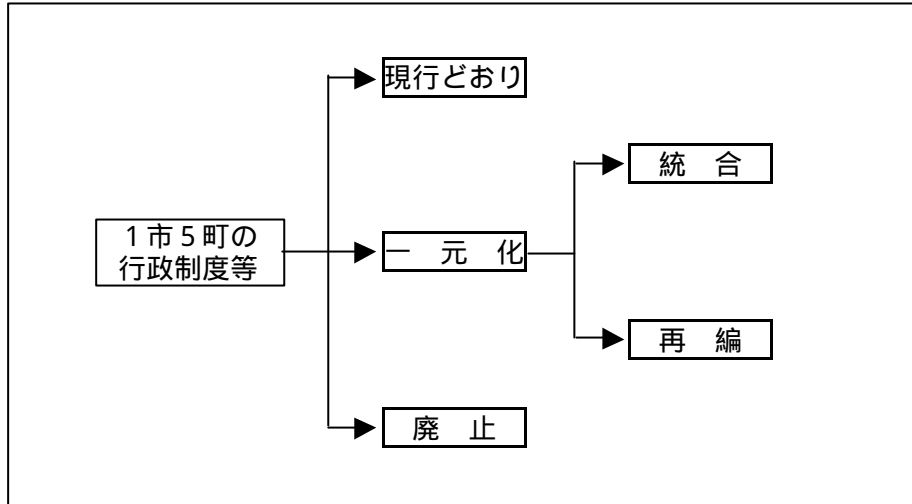 現行どおり
統　合
１市５町の
行政制度等
一　元　化
再　編
廃　止